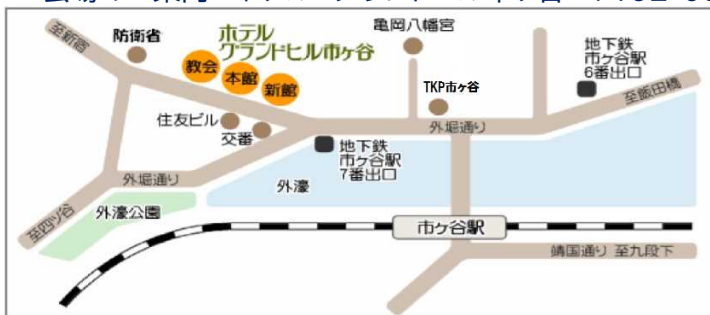 至新宿
防衛省
ホテル
グランドヒル市ヶ谷
教会
本館
新館
亀岡八幡宮
TKP市ヶ谷
地下鉄
市ヶ谷駅
6番出口
至飯田橋
住友ビル
交番
外堀通り
地下鉄
市ヶ谷駅
7番出口
外堀通り
外濠
外濠公園
至四ツ谷
市ヶ谷駅
靖国通り 至九段下